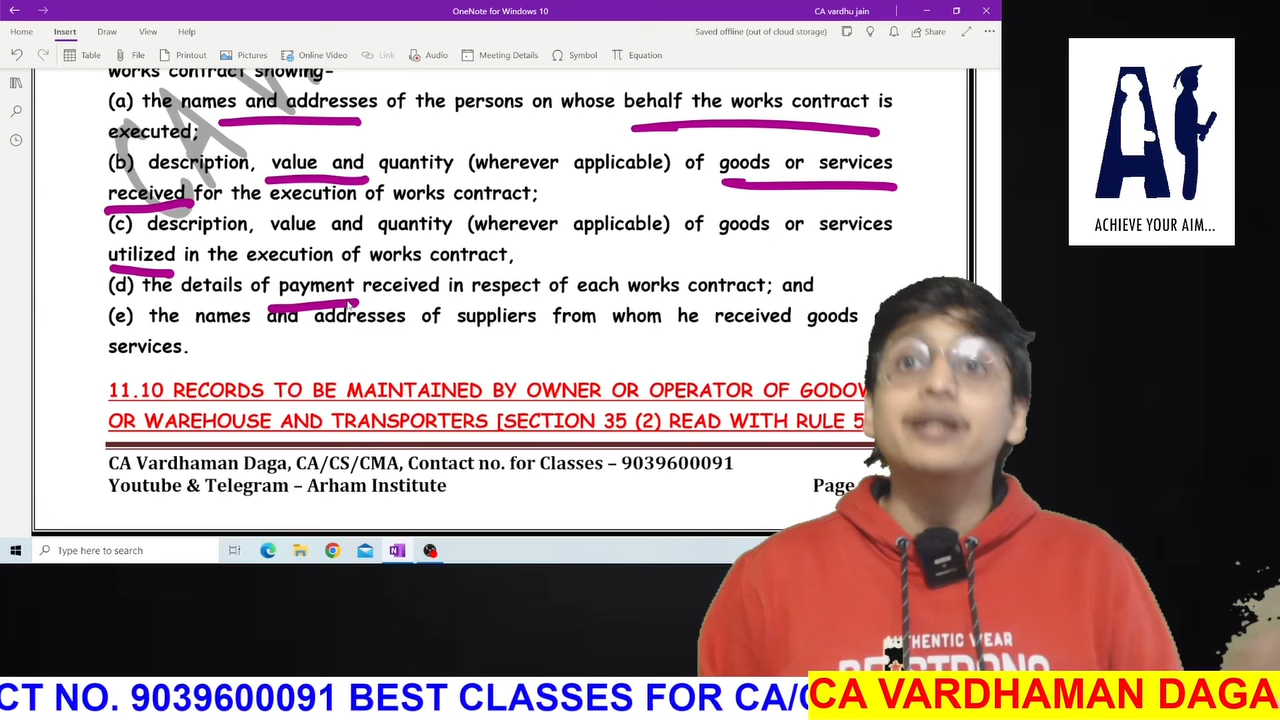 OneNote for Windows 10
CA vardhu jain
Home Insert Draw View Help
Saved offline (out of cloud storage)
Share
Table File Printout Pictures Online Video Link Audio Meeting Details Symbol Equation
works contract showing-
(a) the names and addresses of the persons on whose behalf the works contract is
executed;
(b) description, value and quantity (wherever applicable) of goods or services
received for the execution of works contract;
(c) description, value and quantity (wherever applicable) of goods or services
utilized in the execution of works contract,
(d) the details of payment received in respect of each works contract; and
(e) the names and addresses of suppliers from whom he received goods
services.
11.10 RECORDS TO BE MAINTAINED BY OWNER OR OPERATOR OF GODOW
OR WAREHOUSE AND TRANSPORTERS [SECTION 35 (2) READ WITH RULE 5
CA Vardhaman Daga, CA/CS/CMA, Contact no. for Classes – 9039600091
Youtube & Telegram – Arham Institute
Page
Type here to search
ACHIEVE YOUR AIM...
CT NO. 9039600091 BEST CLASSES FOR CA/
CA VARDHAMAN DAGA